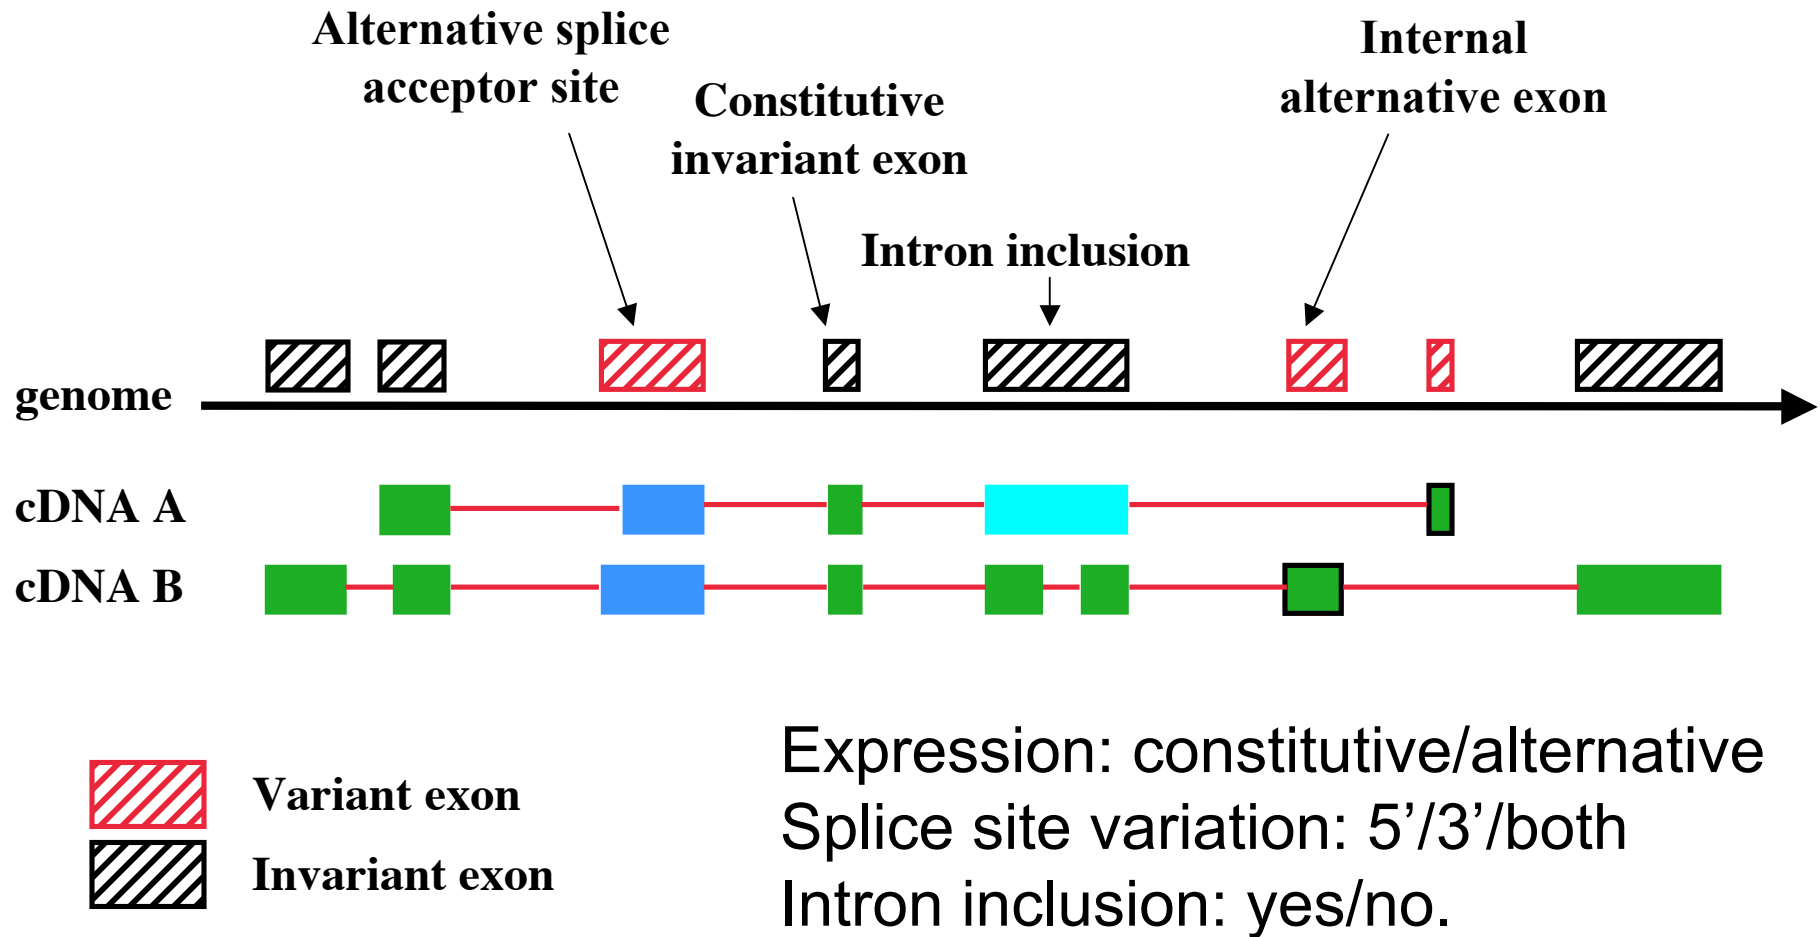 Alternative splice
acceptor site
Constitutive
invariant exon
Intron inclusion
Internal
alternative exon
genome
cDNA A
cDNA B
Variant exon
Invariant exon
Expression: constitutive/alternative
Splice site variation: 5’/3’/both
Intron inclusion: yes/no.